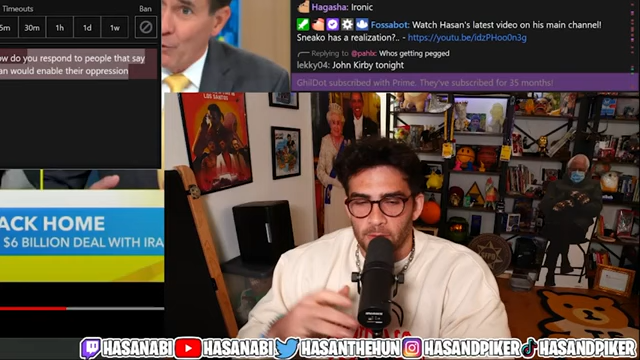 Timeouts
Ban
5m
30m
1h
1d
1w
ow do you respond to people that say
an would enable their oppression
Hagasha: Ironic
Fossabot: Watch Hasan's latest video on his main channel!
Sneako has a realization?.. - https://youtu.be/idzPHoo0n3g
Replying to @pahlx: Whos getting pegged
lekky04: John Kirby tonight
GhilDot subscribed with Prime. They've subscribed for 35 months!
LOS SANTOS
ACK HOME
$6 BILLION DEAL WITH IRA
HASANABI
HASANABI
HASANTHEHUN
HASANDPIKER
HASANDPIKER